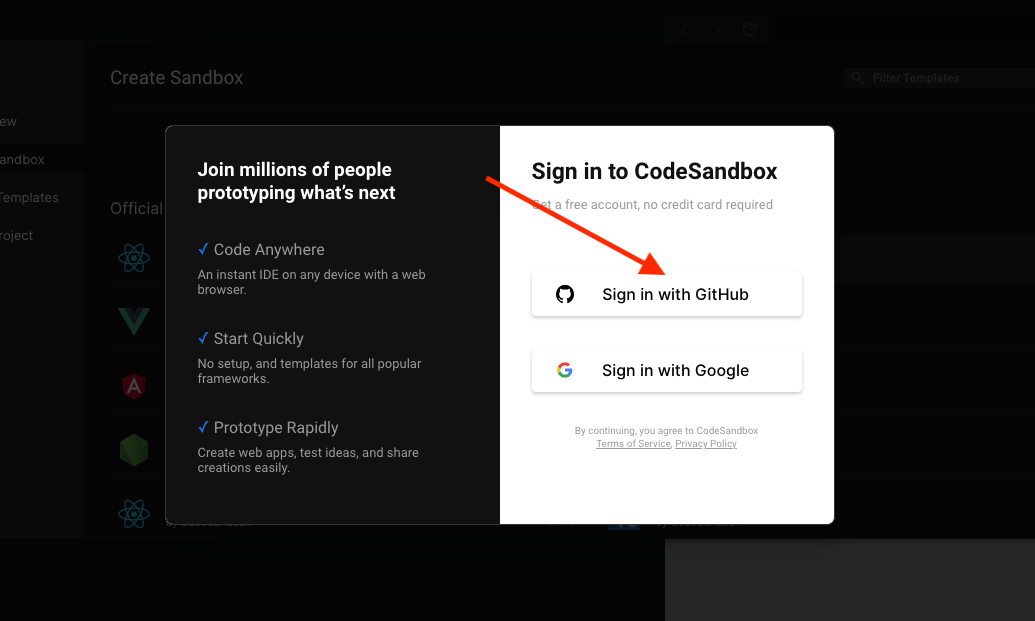 Create Sandbox
Filter Templates
ew
andbox
Templates
roject
Official
Join millions of people
prototyping what's next
✓ Code Anywhere
An instant IDE on any device with a web
browser.
✓ Start Quickly
No setup, and templates for all popular
frameworks.
✓ Prototype Rapidly
Create web apps, test ideas, and share
creations easily.
Sign in to CodeSandbox
Get a free account, no credit card required
Sign in with GitHub
Sign in with Google
By continuing, you agree to CodeSandbox
Terms of Service, Privacy Policy